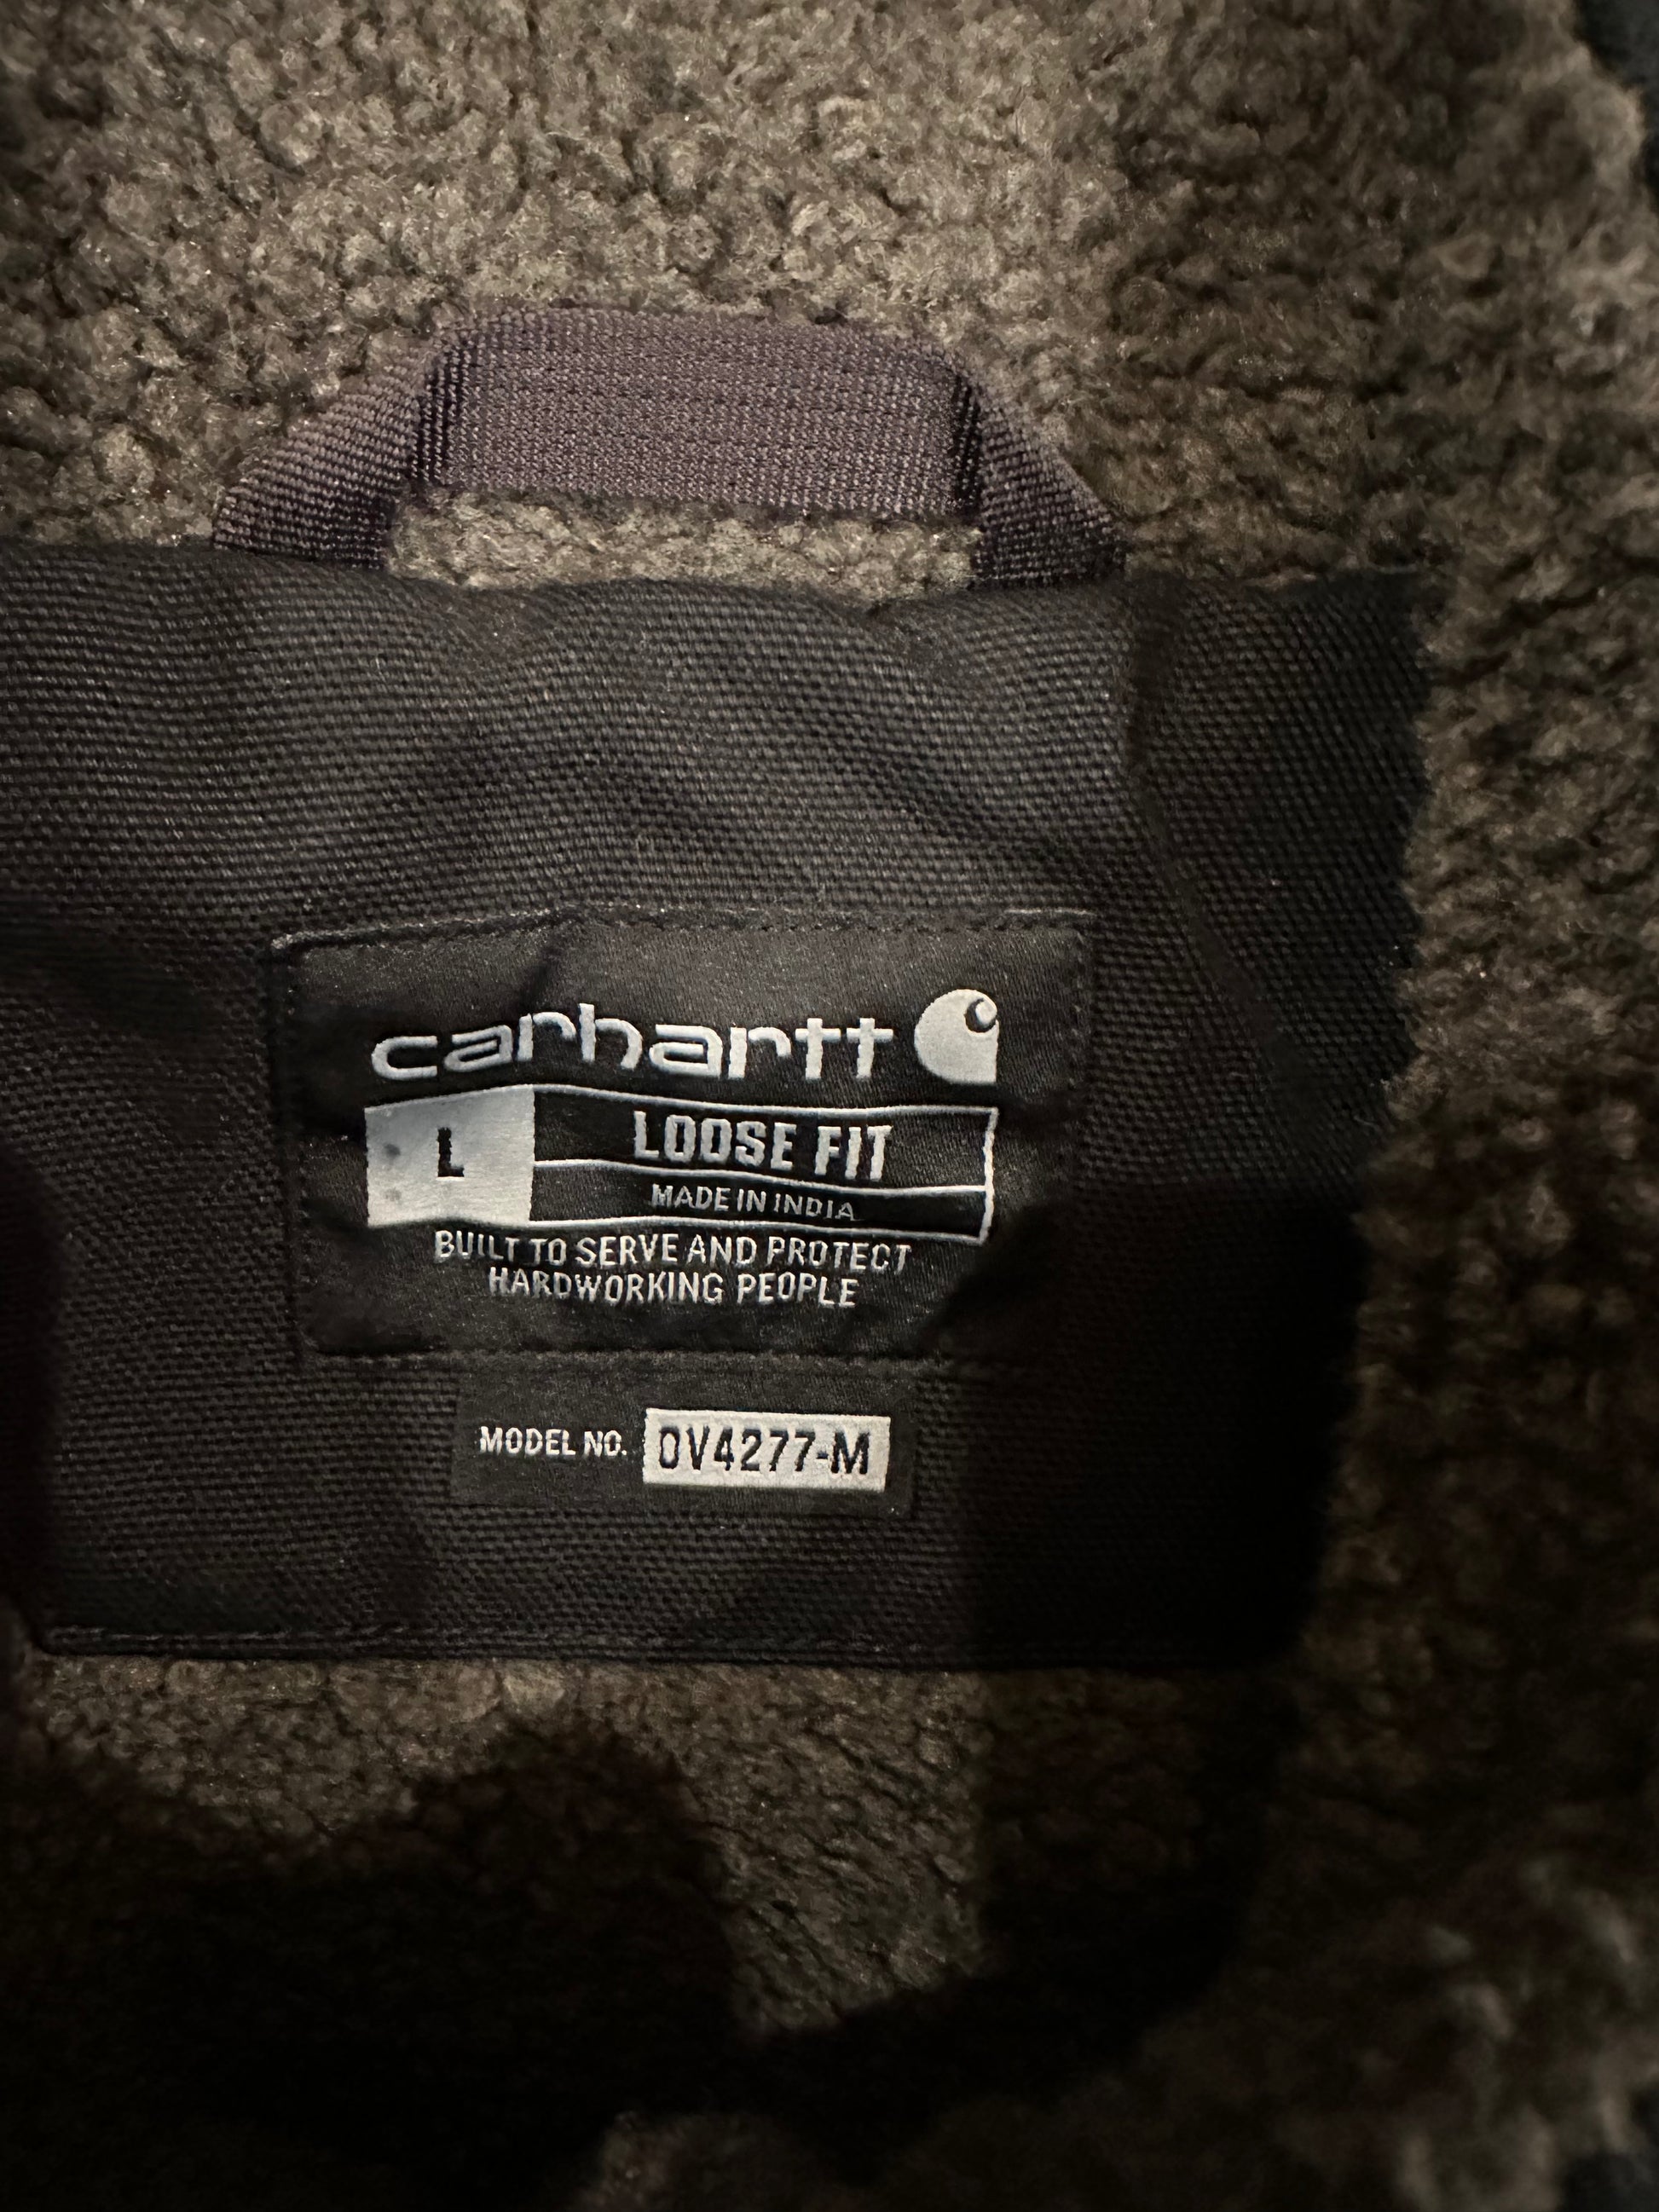 carhartt
L LOOSE FIT
MADE IN INDIA
BUILT TO SERVE AND PROTECT
HARDWORKING PEOPLE
MODEL NO. OV4277-M